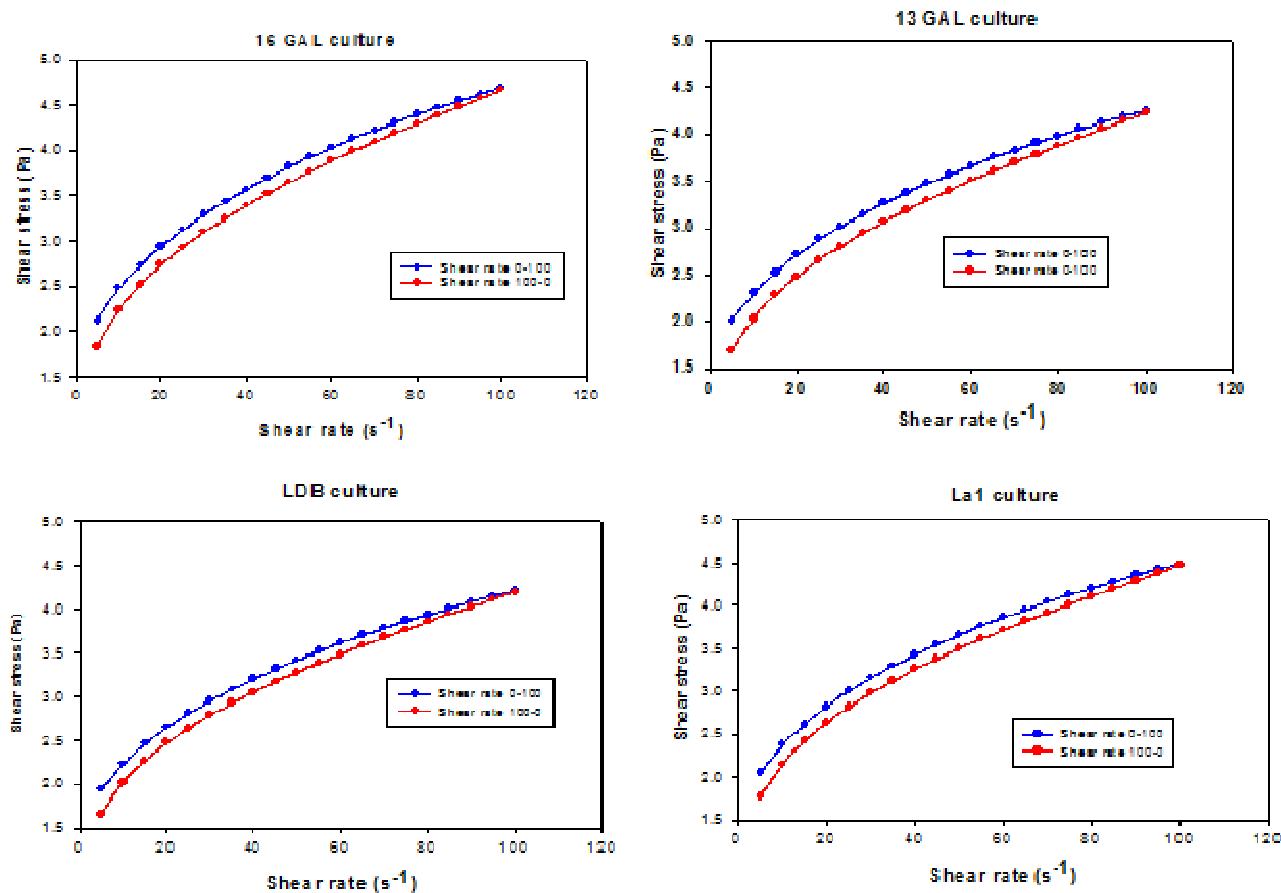 16 GAL culture
5.0
4.5
4.0
3.5
3.0
2.5
2.0
1.5
Shear stress (Pa)
Shear rate 0-100
Shear rate 100-0
0 20 40 60 80 100 120
Shear rate (s-1)
13 GAL culture
5.0
4.5
4.0
3.5
3.0
2.5
2.0
1.5
Shear stress (Pa)
Shear rate 0-100
Shear rate 0-100
0 20 40 60 80 100 120
Shear rate (s-1)
LDB culture
5.0
4.5
4.0
3.5
3.0
2.5
2.0
1.5
Shear stress (Pa)
Shear rate 0-100
Shear rate 100-0
0 20 40 60 80 100 120
Shear rate (s-1)
La1 culture
5.0
4.5
4.0
3.5
3.0
2.5
2.0
1.5
Shear stress (Pa)
Shear rate 0-100
Shear rate 100-0
0 20 40 60 80 100 120
Shear rate (s-1)